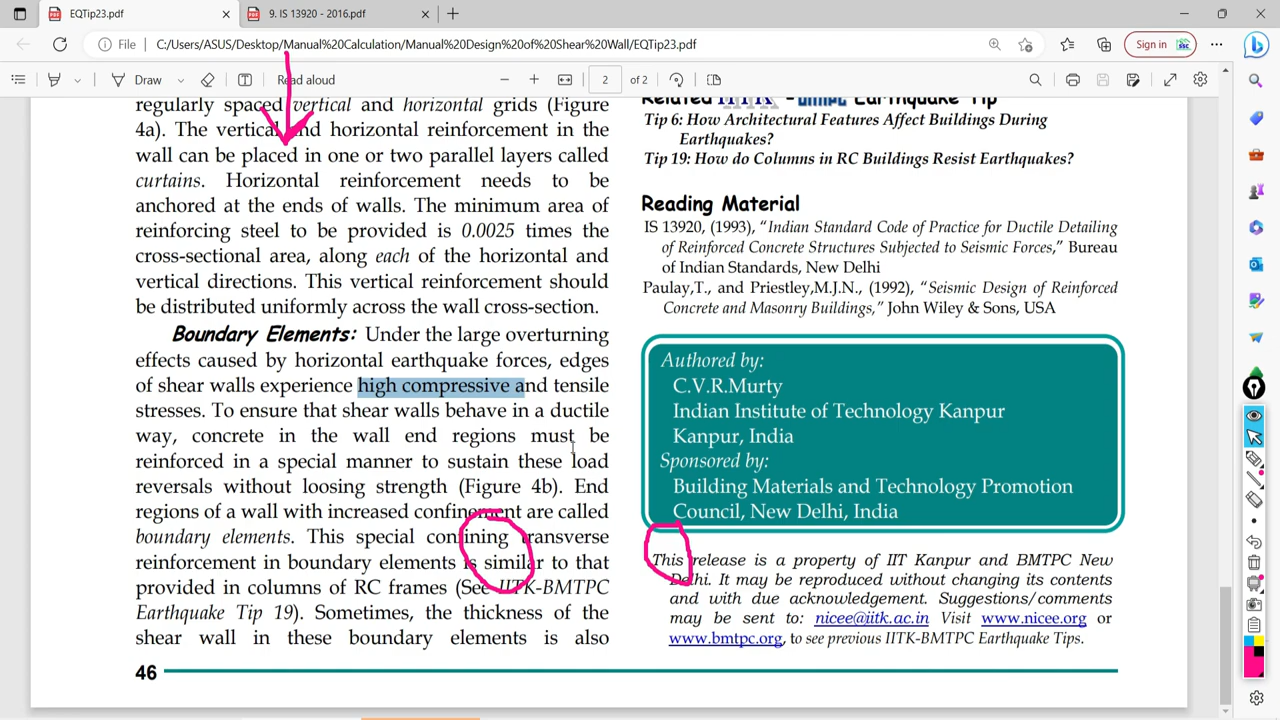 EQTip23.pdf
9. IS 13920 - 2016.pdf
File
C:/Users/ASUS/Desktop/Manual%20Calculation/Manual%20Design%20of%20Shear%20Wall/EQTip23.pdf
Sign in
Draw
Read aloud
2
of 2
regularly spaced vertical and horizontal grids (Figure
4a). The vertical and horizontal reinforcement in the
wall can be placed in one or two parallel layers called
curtains. Horizontal reinforcement needs to be
anchored at the ends of walls. The minimum area of
reinforcing steel to be provided is 0.0025 times the
cross-sectional area, along each of the horizontal and
vertical directions. This vertical reinforcement should
be distributed uniformly across the wall cross-section.
Boundary Elements: Under the large overturning
effects caused by horizontal earthquake forces, edges
of shear walls experience high compressive and tensile
stresses. To ensure that shear walls behave in a ductile
way, concrete in the wall end regions must be
reinforced in a special manner to sustain these load
reversals without loosing strength (Figure 4b). End
regions of a wall with increased confinement are called
boundary elements. This special confining transverse
reinforcement in boundary elements is similar to that
provided in columns of RC frames (See IITK-BMTPC
Earthquake Tip 19). Sometimes, the thickness of the
shear wall in these boundary elements is also
46
Related IITK - bmtpc Earthquake Tip
Tip 6: How Architectural Features Affect Buildings During
Earthquakes?
Tip 19: How do Columns in RC Buildings Resist Earthquakes?
Reading Material
IS 13920, (1993), “Indian Standard Code of Practice for Ductile Detailing
of Reinforced Concrete Structures Subjected to Seismic Forces,” Bureau
of Indian Standards, New Delhi
Paulay,T., and Priestley,M.J.N., (1992), “Seismic Design of Reinforced
Concrete and Masonry Buildings,” John Wiley & Sons, USA
Authored by:
C.V.R.Murty
Indian Institute of Technology Kanpur
Kanpur, India
Sponsored by:
Building Materials and Technology Promotion
Council, New Delhi, India
This release is a property of IIT Kanpur and BMTPC New
Delhi. It may be reproduced without changing its contents
and with due acknowledgement. Suggestions/comments
may be sent to: nicee@iitk.ac.in Visit www.nicee.org or
www.bmtpc.org, to see previous IITK-BMTPC Earthquake Tips.